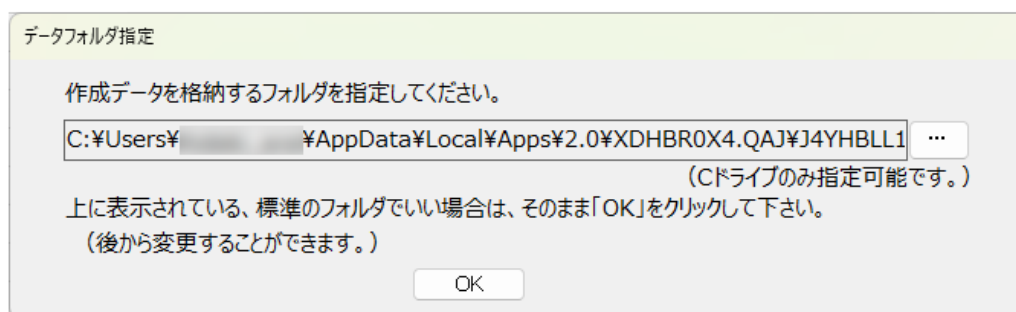 データフォルダ指定
作成データを格納するフォルダを指定してください。
C:¥Users¥ ¥AppData¥Local¥Apps¥2.0¥XDHBR0X4.QAJ¥J4YHBLL1
...
（Cドライブのみ指定可能です。）
上に表示されている、標準のフォルダでいい場合は、そのまま「OK」をクリックして下さい。
（後から変更することができます。）
OK